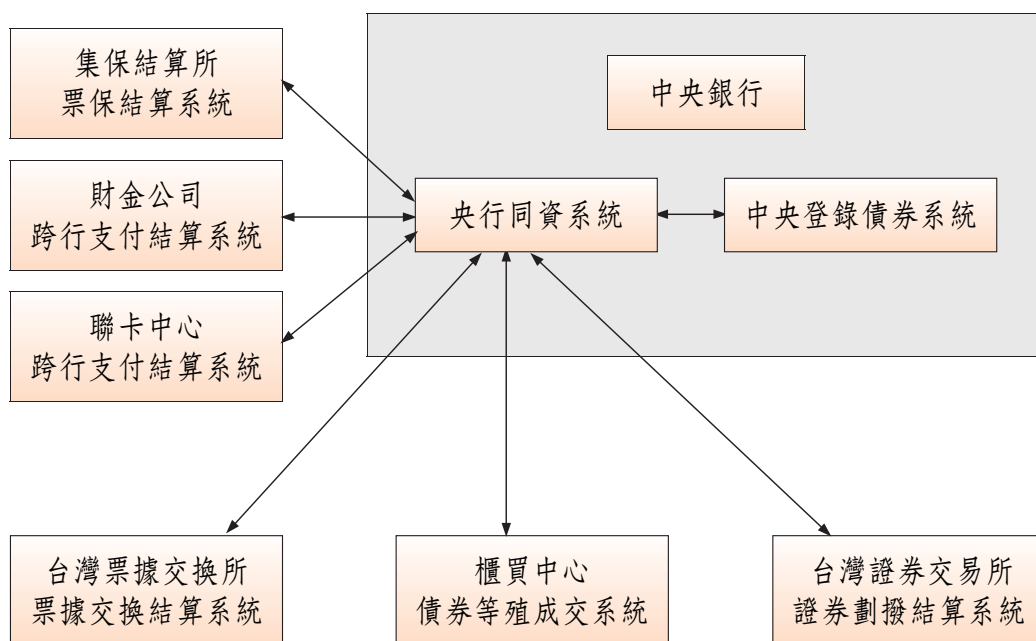 集保結算所
票保結算系統
中央銀行
財金公司
跨行支付結算系統
央行同資系統
中央登錄債券系統
聯卡中心
跨行支付結算系統
台灣票據交換所
票據交換結算系統
櫃買中心
債券等殖成交系統
台灣證券交易所
證券劃撥結算系統